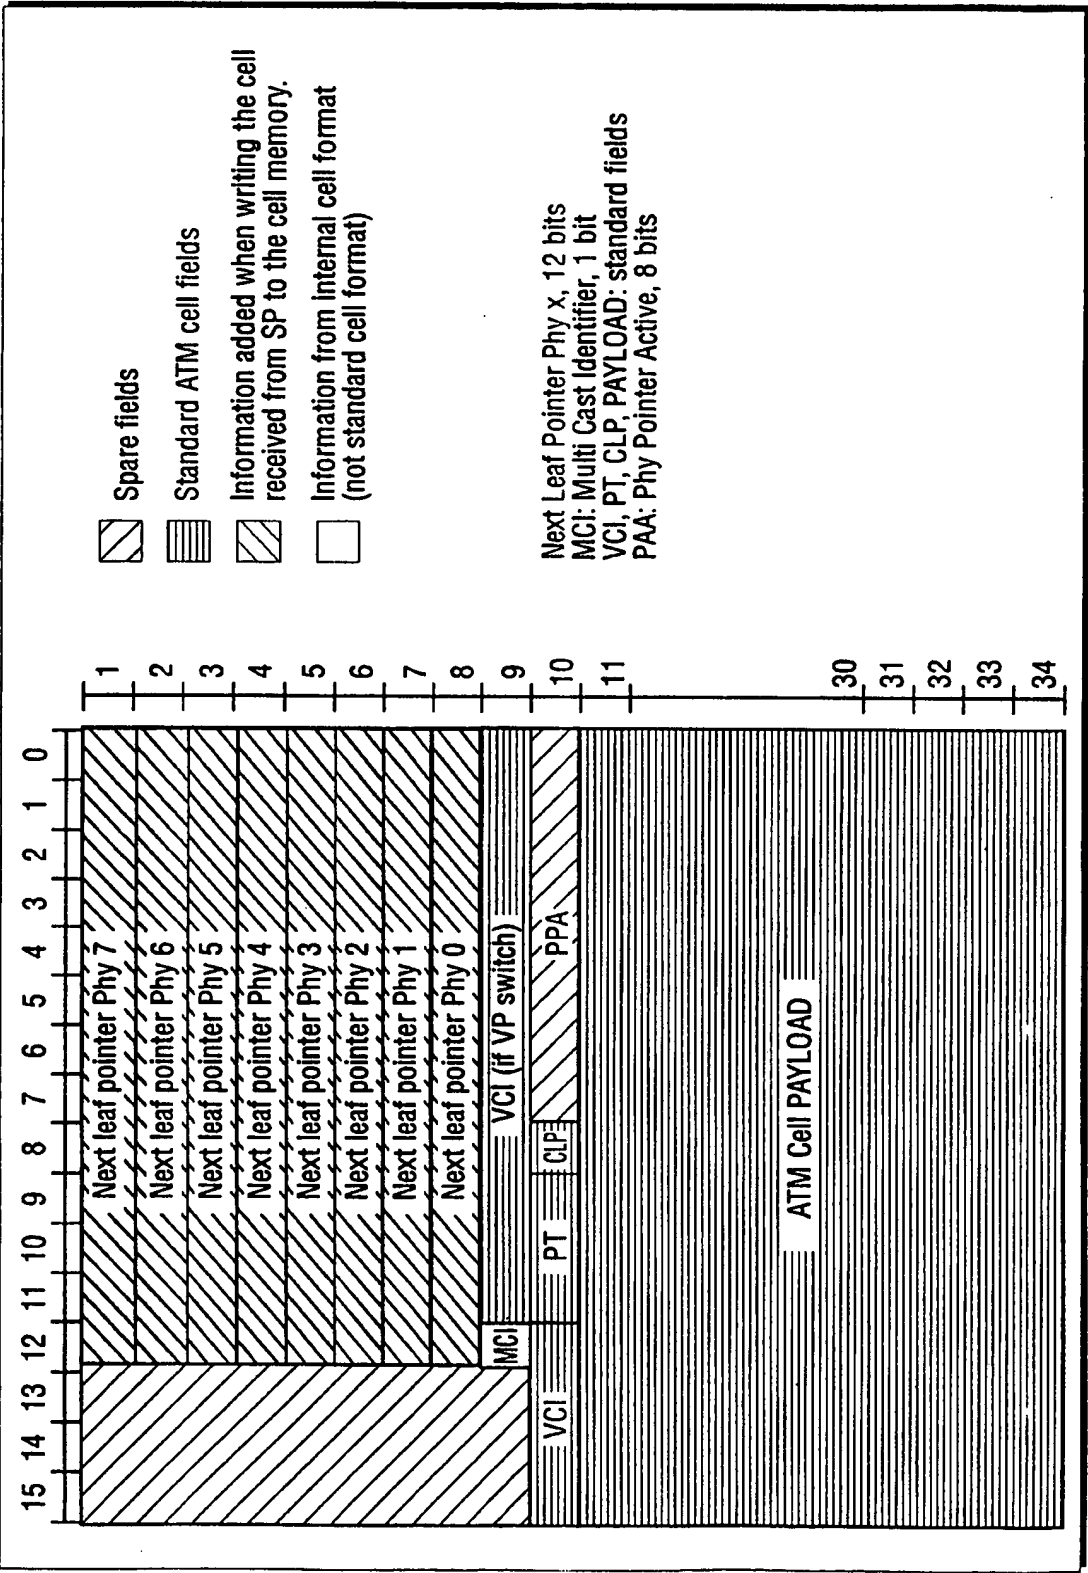 15 14 13 12 11 10 9 8 7 6 5 4 3 2 1 0
Next leaf pointer Phy 7 1
Next leaf pointer Phy 6 2
Next leaf pointer Phy 5 3
Next leaf pointer Phy 4 4
Next leaf pointer Phy 3 5
Next leaf pointer Phy 2 6
Next leaf pointer Phy 1 7
Next leaf pointer Phy 0 8
MCI VCI (if VP switch) 9
VCI PT CLP PPA 10
11
ATM Cell PAYLOAD
30
31
32
33
34
Spare fields
Standard ATM cell fields
Information added when writing the cell
received from SP to the cell memory.
Information from internal cell format
(not standard cell format)
Next Leaf Pointer Phy x, 12 bits
MCI: Multi Cast Identifier, 1 bit
VCI, PT, CLP, PAYLOAD: standard fields
PAA: Phy Pointer Active, 8 bits